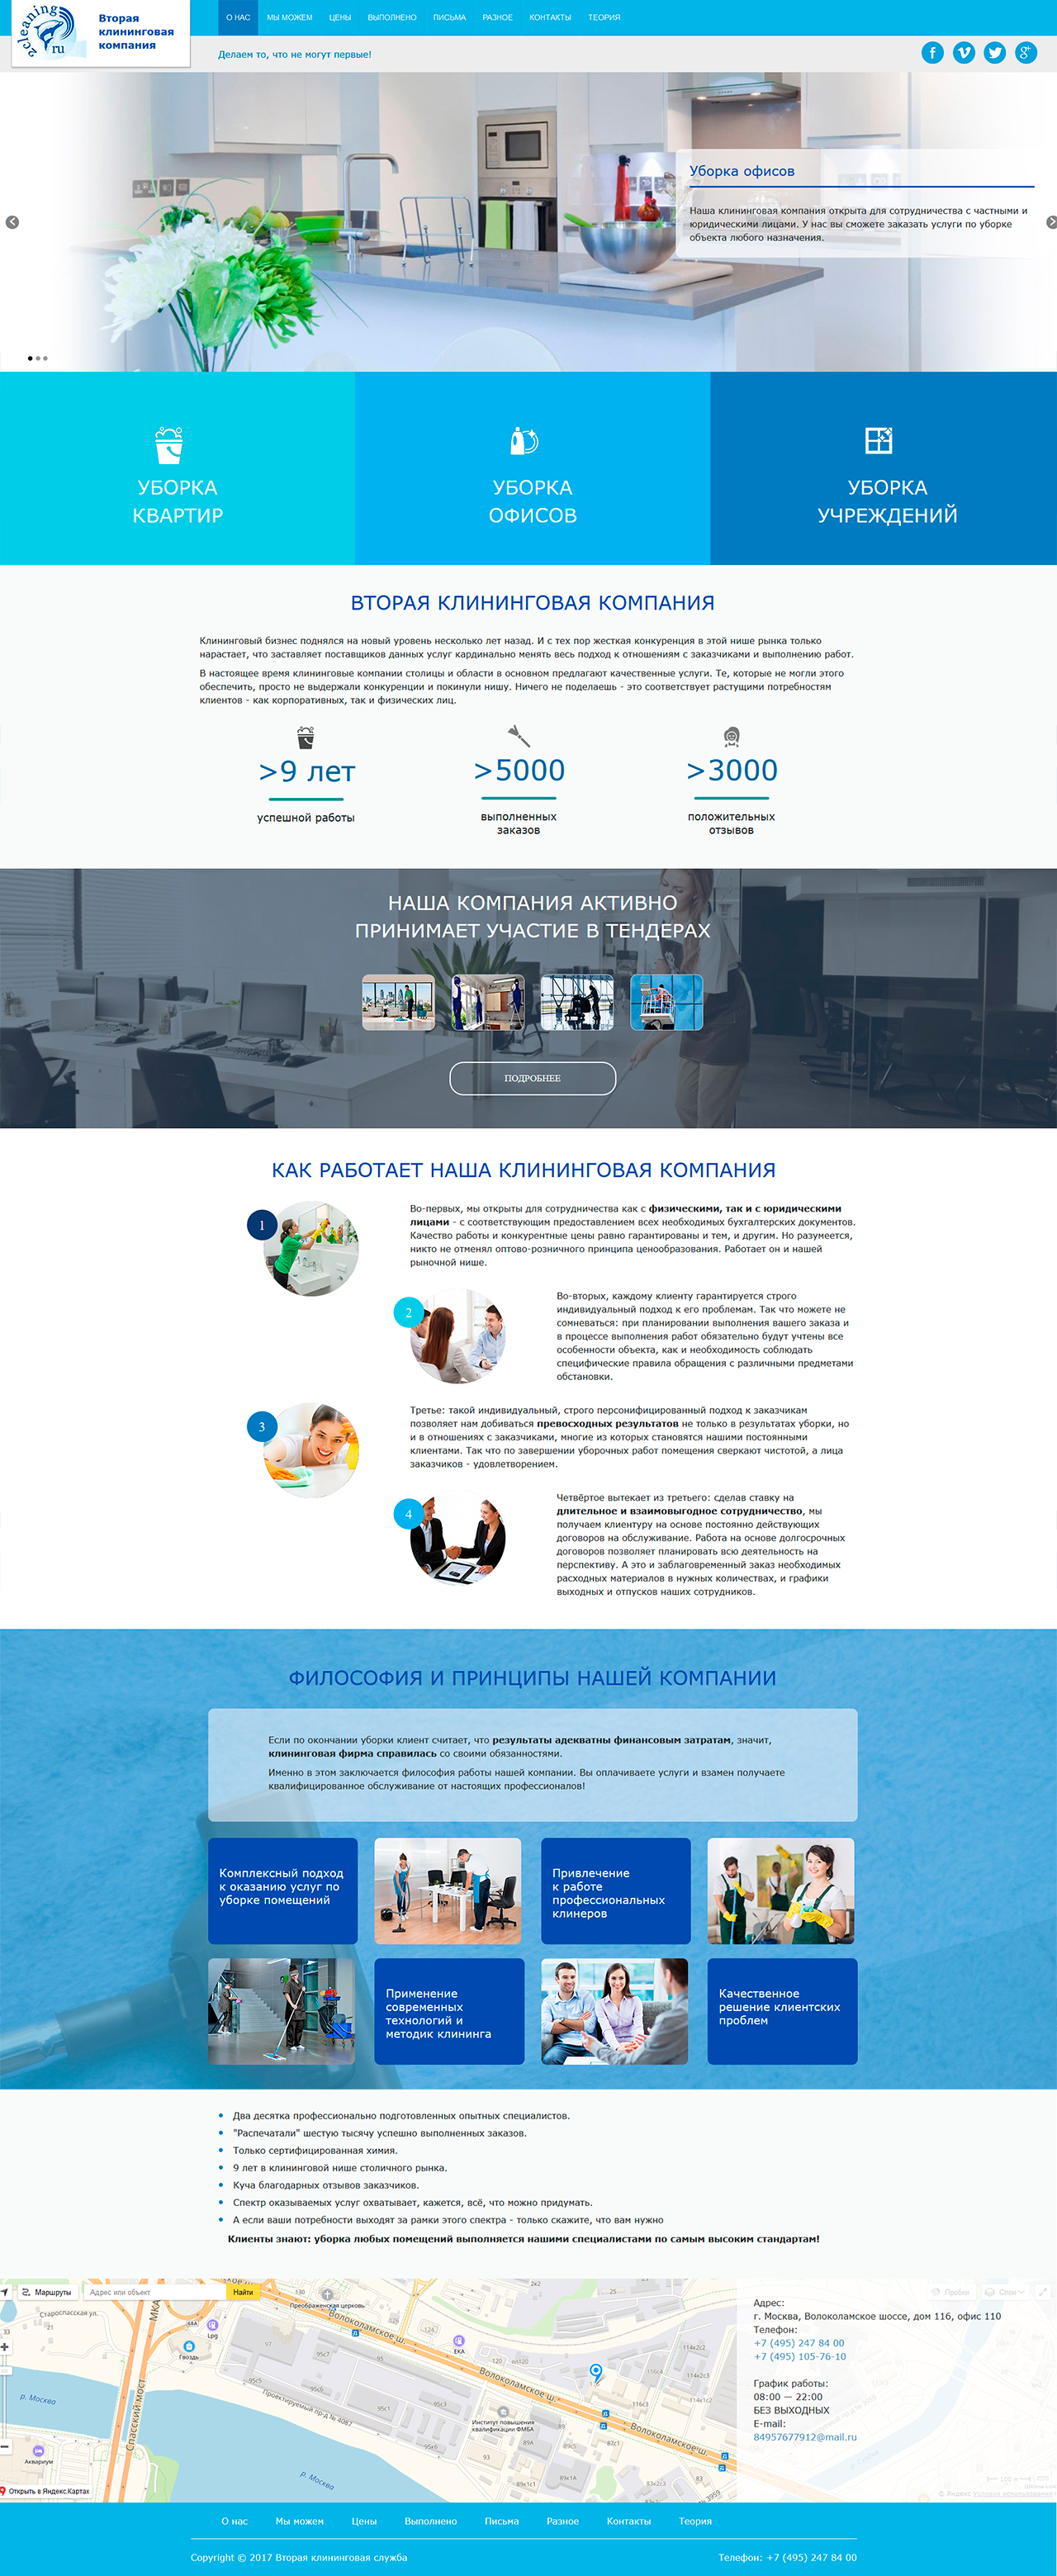 2cleaning.ru
Вторая
клининговая
компания
О НАС МЫ МОЖЕМ ЦЕНЫ ВЫПОЛНЕНО ПИСЬМА РАЗНОЕ КОНТАКТЫ ТЕОРИЯ
Делаем то, что не могут первые!
Уборка офисов
Наша клининговая компания открыта для сотрудничества с частными и
юридическими лицами. У нас вы сможете заказать услуги по уборке
объекта любого назначения.
УБОРКА
КВАРТИР
УБОРКА
ОФИСОВ
УБОРКА
УЧРЕЖДЕНИЙ
ВТОРАЯ КЛИНИНГОВАЯ КОМПАНИЯ
Клининговый бизнес поднялся на новый уровень несколько лет назад. И с тех пор жесткая конкуренция в этой нише рынка только
нарастает, что заставляет поставщиков данных услуг кардинально менять весь подход к отношениям с заказчиками и выполнению работ.
В настоящее время клининговые компании столицы и области в основном предлагают качественные услуги. Те, которые не могли этого
обеспечить, просто не выдержали конкуренции и покинули нишу. Ничего не поделаешь - это соответствует растущими потребностям
клиентов - как корпоративных, так и физических лиц.
>9 лет
успешной работы
>5000
выполненных
заказов
>3000
положительных
отзывов
НАША КОМПАНИЯ АКТИВНО
ПРИНИМАЕТ УЧАСТИЕ В ТЕНДЕРАХ
ПОДРОБНЕЕ
КАК РАБОТАЕТ НАША КЛИНИНГОВАЯ КОМПАНИЯ
1
Во-первых, мы открыты для сотрудничества как с физическими, так и с юридическими
лицами - с соответствующим предоставлением всех необходимых бухгалтерских документов.
Качество работы и конкурентные цены равно гарантированы и тем, и другим. Но разумеется,
никто не отменял оптово-розничного принципа ценообразования. Работает он и нашей
рыночной нише.
2
Во-вторых, каждому клиенту гарантируется строго
индивидуальный подход к его проблемам. Так что можете не
сомневаться: при планировании выполнения вашего заказа и
в процессе выполнения работ обязательно будут учтены все
особенности объекта, как и необходимость соблюдать
специфические правила обращения с различными предметами
обстановки.
3
Третье: такой индивидуальный, строго персонифицированный подход к заказчикам
позволяет нам добиваться превосходных результатов не только в результатах уборки, но
и в отношениях с заказчиками, многие из которых становятся нашими постоянными
клиентами. Так что по завершении уборочных работ помещения сверкают чистотой, а лица
заказчиков - удовлетворением.
4
Четвёртое вытекает из третьего: сделав ставку на
длительное и взаимовыгодное сотрудничество, мы
получаем клиентуру на основе постоянно действующих
договоров на обслуживание. Работа на основе долгосрочных
договоров позволяет планировать всю деятельность на
перспективу. А это и заблаговременный заказ необходимых
расходных материалов в нужных количествах, и графики
выходных и отпусков наших сотрудников.
ФИЛОСОФИЯ И ПРИНЦИПЫ НАШЕЙ КОМПАНИИ
Если по окончании уборки клиент считает, что результаты адекватны финансовым затратам, значит,
клининговая фирма справилась со своими обязанностями.
Именно в этом заключается философия работы нашей компании. Вы оплачиваете услуги и взамен получаете
квалифицированное обслуживание от настоящих профессионалов!
Комплексный подход
к оказанию услуг по
уборке помещений
Привлечение
к работе
профессиональных
клинеров
Применение
современных
технологий и
методик клининга
Качественное
решение клиентских
проблем
Два десятка профессионально подготовленных опытных специалистов.
"Распечатали" шестую тысячу успешно выполненных заказов.
Только сертифицированная химия.
9 лет в клининговой нише столичного рынка.
Куча благодарных отзывов заказчиков.
Спектр оказываемых услуг охватывает, кажется, всё, что можно придумать.
А если ваши потребности выходят за рамки этого спектра - только скажите, что вам нужно
Клиенты знают: уборка любых помещений выполняется нашими специалистами по самым высоким стандартам!
Маршруты Адрес или объект Найти
Пробки Слои
Староспасская ул.
МКА
Преображенская церковь
Волоколамское ш.
Lpg
Гвоздь
ЕКА
Волоколамское ш.
р. Москва
Спасский мост
Проектируемый пр-д № 4062
Институт повышения
квалификации ФМБА
Волоколамское ш.
Аквариум
р. Москва
Открыть в Яндекс.Картах
Адрес:
г. Москва, Волоколамское шоссе, дом 116, офис 110
Телефон:
+7 (495) 247 84 00
+7 (495) 105-76-10
График работы:
08:00 — 22:00
БЕЗ ВЫХОДНЫХ
E-mail:
84957677912@mail.ru
© Яндекс Условия использования
О нас Мы можем Цены Выполнено Письма Разное Контакты Теория
Copyright © 2017 Вторая клининговая служба
Телефон: +7 (495) 247 84 00